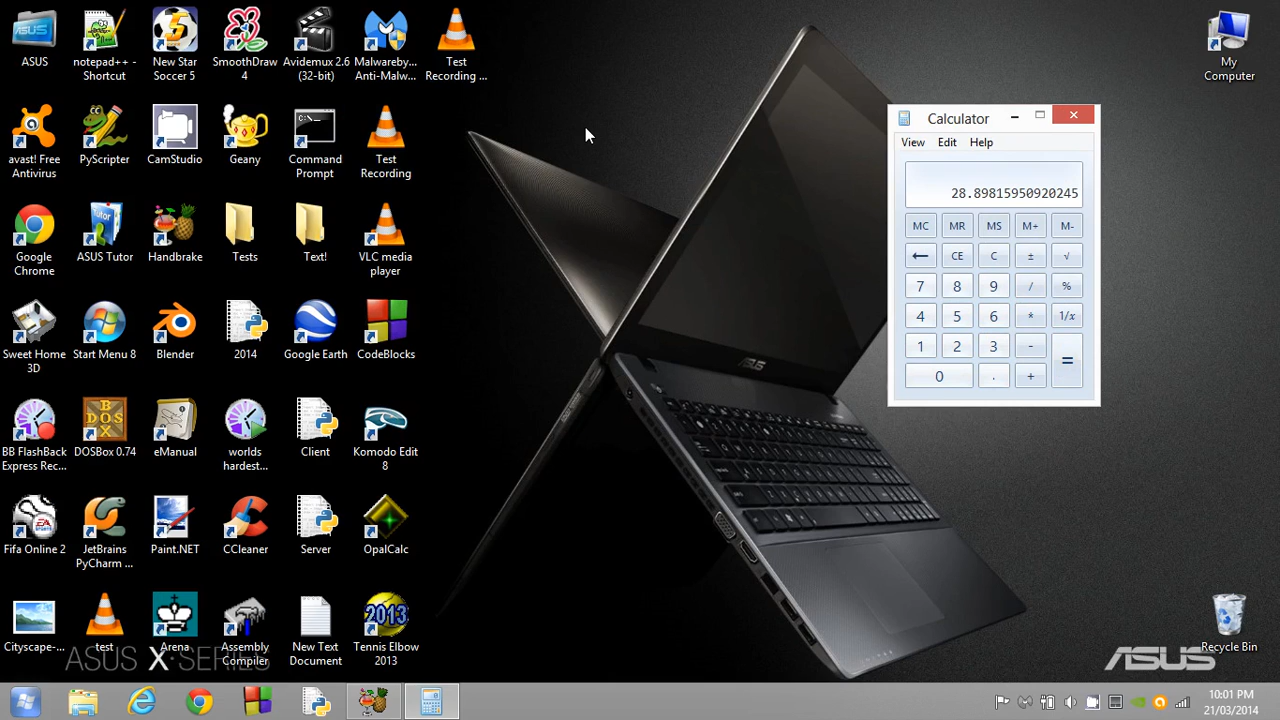 ASUS
notepad++ -
Shortcut
New Star
Soccer 5
SmoothDraw
4
Avidemux 2.6
(32-bit)
Malwareby...
Anti-Malw...
Test
Recording ...
My
Computer
avast! Free
Antivirus
PyScripter
CamStudio
Geany
Command
Prompt
Test
Recording
Google
Chrome
ASUS Tutor
Handbrake
Tests
Text!
VLC media
player
Sweet Home
3D
Start Menu 8
Blender
2014
Google Earth
CodeBlocks
BB FlashBack
Express Rec...
DOSBox 0.74
eManual
worlds
hardest...
Client
Komodo Edit
8
Fifa Online 2
JetBrains
PyCharm ...
Paint.NET
CCleaner
Server
OpalCalc
Cityscape-...
test
Arena
Assembly
Compiler
New Text
Document
Tennis Elbow
2013
Calculator
View Edit Help
28.89815950920245
MC MR MS M+ M-
← CE C ± √
7 8 9 / %
4 5 6 * 1/x
1 2 3 - =
0 . +
ASUS
ASUS X-SERIES
ASUS
Recycle Bin
10:01 PM
21/03/2014